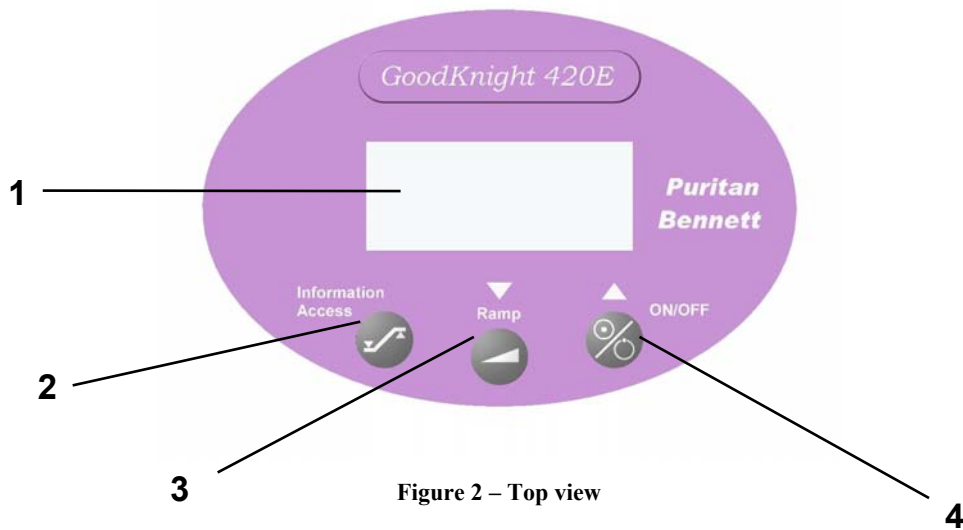 GoodKnight 420E
1
Puritan
Bennett
Information
Access
Ramp
ON/OFF
2
3
Figure 2 – Top view
4